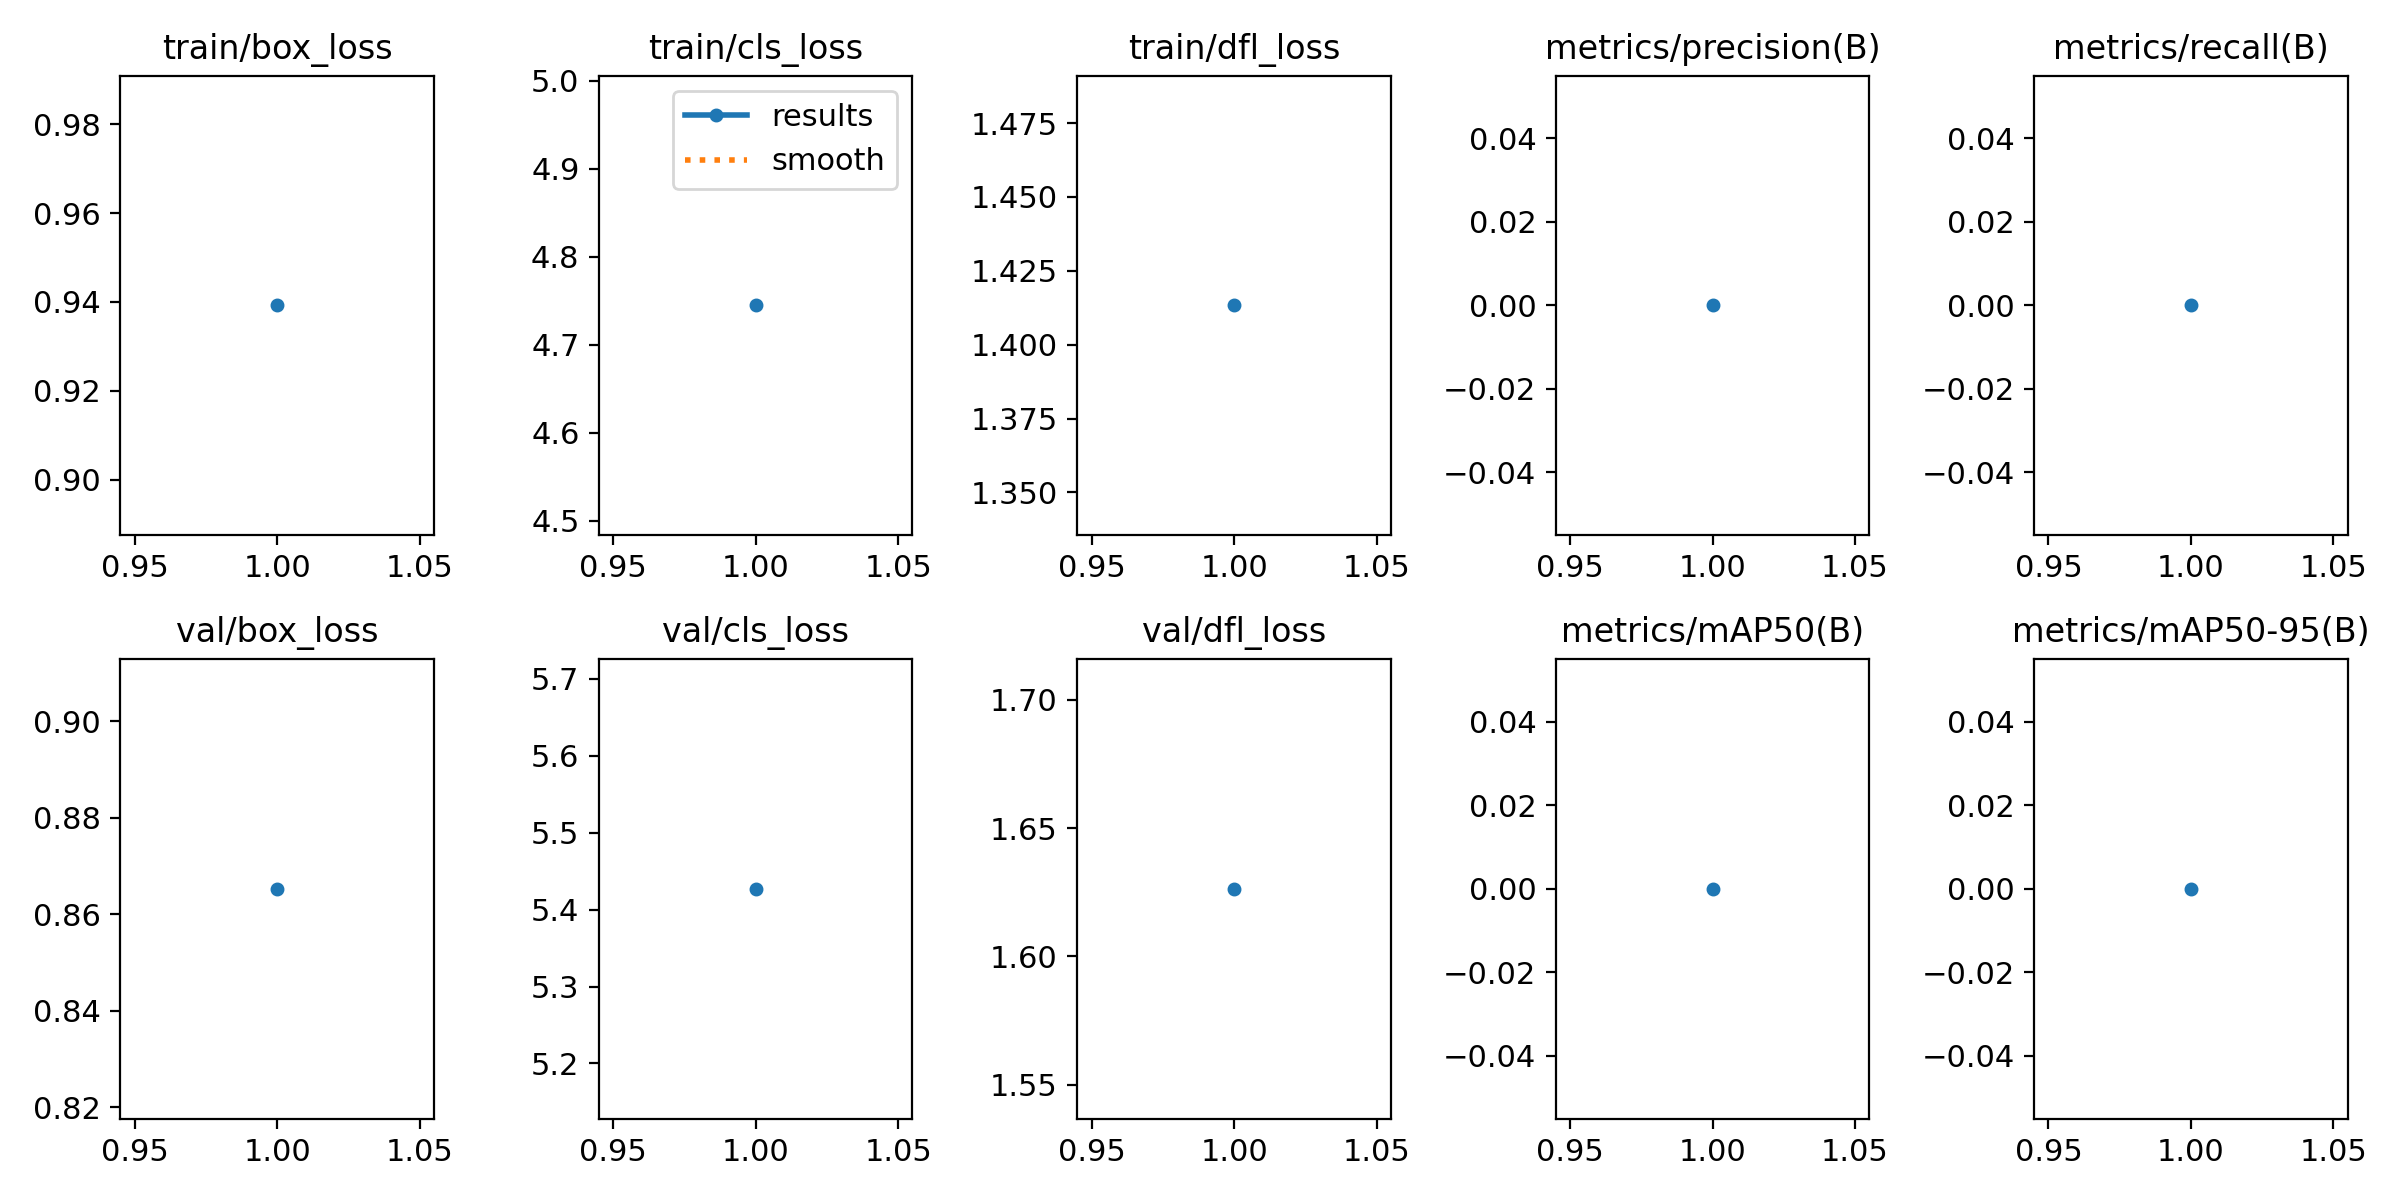 train/box_loss
train/cls_loss
train/dfl_loss
metrics/precision(B)
metrics/recall(B)
0.98
0.96
0.94
0.92
0.90
0.95 1.00 1.05
5.0
4.9
4.8
4.7
4.6
4.5
results
smooth
0.95 1.00 1.05
1.475
1.450
1.425
1.400
1.375
1.350
0.95 1.00 1.05
0.04
0.02
0.00
−0.02
−0.04
0.95 1.00 1.05
0.04
0.02
0.00
−0.02
−0.04
0.95 1.00 1.05
val/box_loss
val/cls_loss
val/dfl_loss
metrics/mAP50(B)
metrics/mAP50-95(B)
0.90
0.88
0.86
0.84
0.82
0.95 1.00 1.05
5.7
5.6
5.5
5.4
5.3
5.2
0.95 1.00 1.05
1.70
1.65
1.60
1.55
0.95 1.00 1.05
0.04
0.02
0.00
−0.02
−0.04
0.95 1.00 1.05
0.04
0.02
0.00
−0.02
−0.04
0.95 1.00 1.05